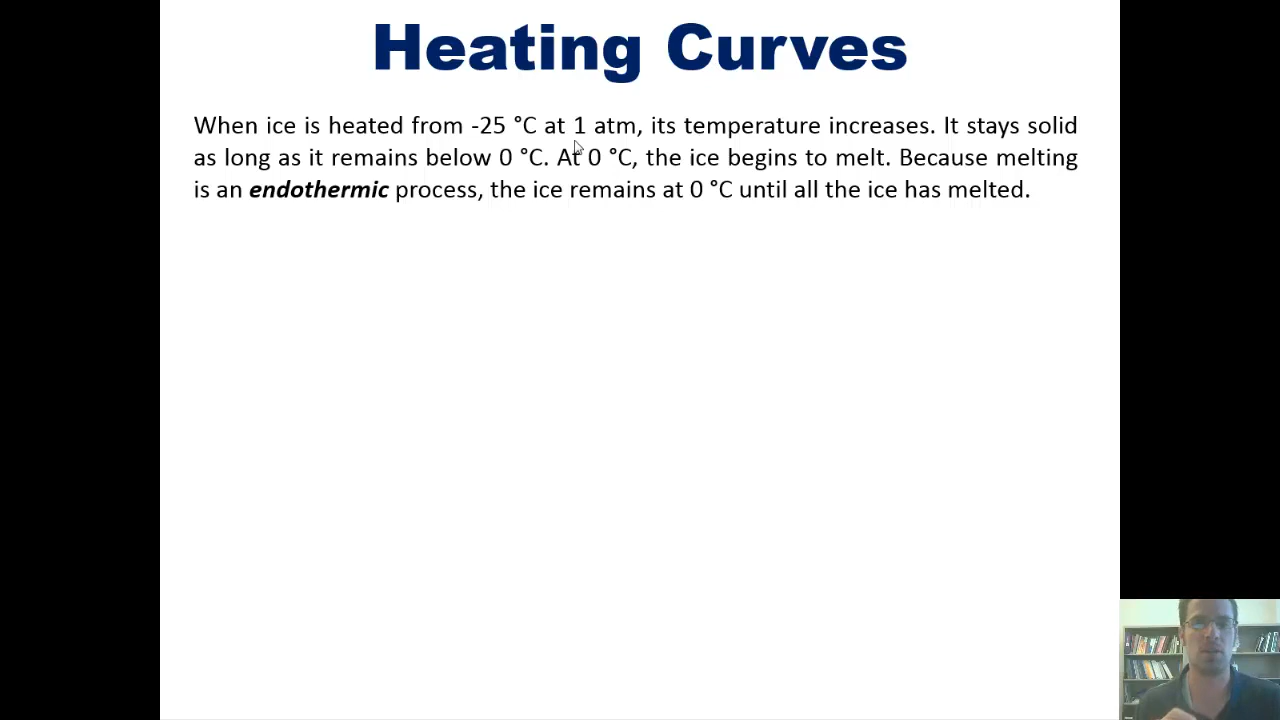 Heating Curves
When ice is heated from -25 °C at 1 atm, its temperature increases. It stays solid
as long as it remains below 0 °C. At 0 °C, the ice begins to melt. Because melting
is an endothermic process, the ice remains at 0 °C until all the ice has melted.